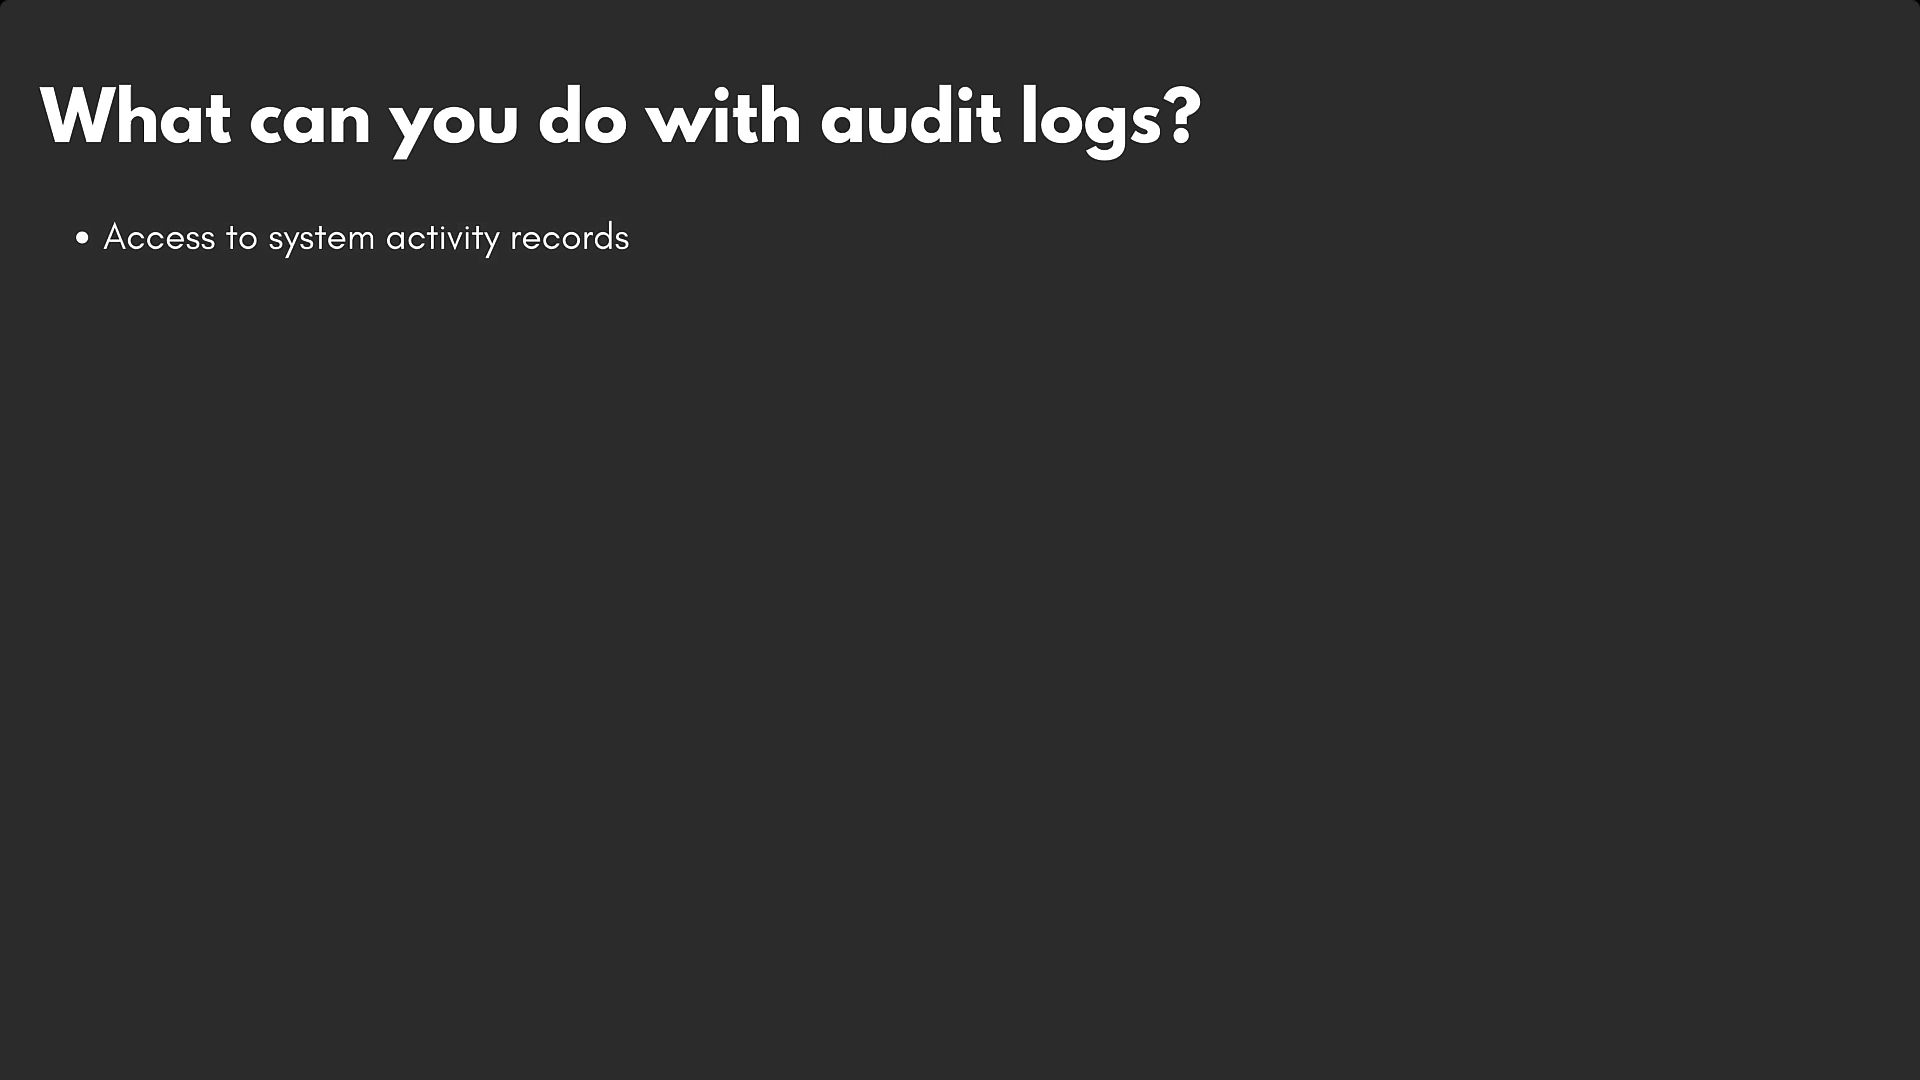 What can you do with audit logs?
• Access to system activity records